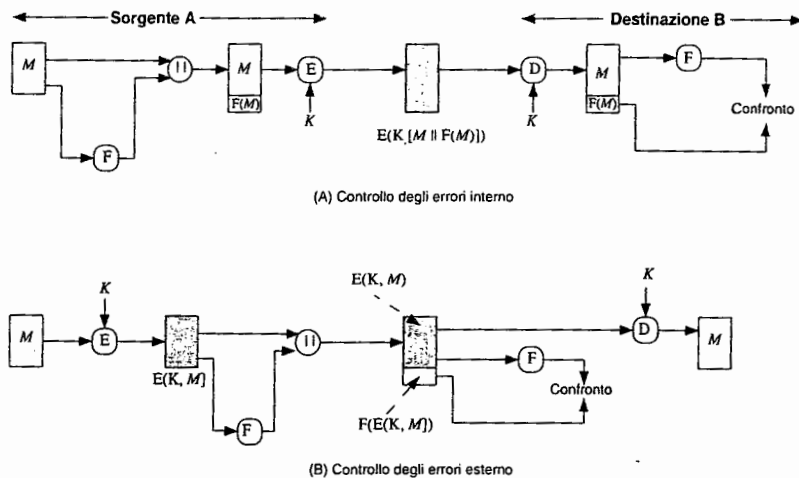 Sorgente A
Destinazione B
M
F
||
M
F(M)
E
K
E(K, [M || F(M)])
D
K
M
F(M)
F
Confronto
(A) Controllo degli errori interno
M
K
E
E(K, M]
F
||
E(K, M)
F(E(K, M])
F
Confronto
K
D
M
(B) Controllo degli errori esterno